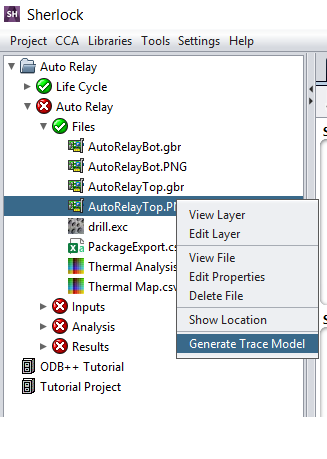 SH Sherlock
Project CCA Libraries Tools Settings Help
Auto Relay
Life Cycle
Auto Relay
Files
AutoRelayBot.gbr
AutoRelayBot.PNG
AutoRelayTop.gbr
AutoRelayTop.PN
drill.exc
PackageExport.cs
Thermal Analysis
Thermal Map.csv
Inputs
Analysis
Results
ODB++ Tutorial
Tutorial Project
View Layer
Edit Layer
View File
Edit Properties
Delete File
Show Location
Generate Trace Model